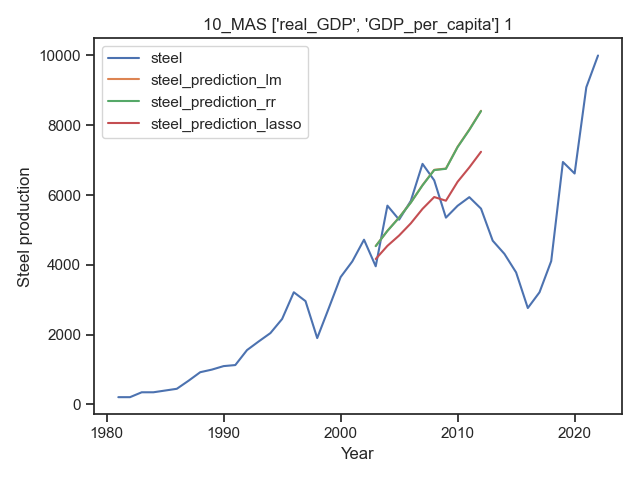 10_MAS ['real_GDP', 'GDP_per_capita'] 1
steel
steel_prediction_lm
steel_prediction_rr
steel_prediction_lasso
Steel production
10000
8000
6000
4000
2000
0
1980 1990 2000 2010 2020
Year